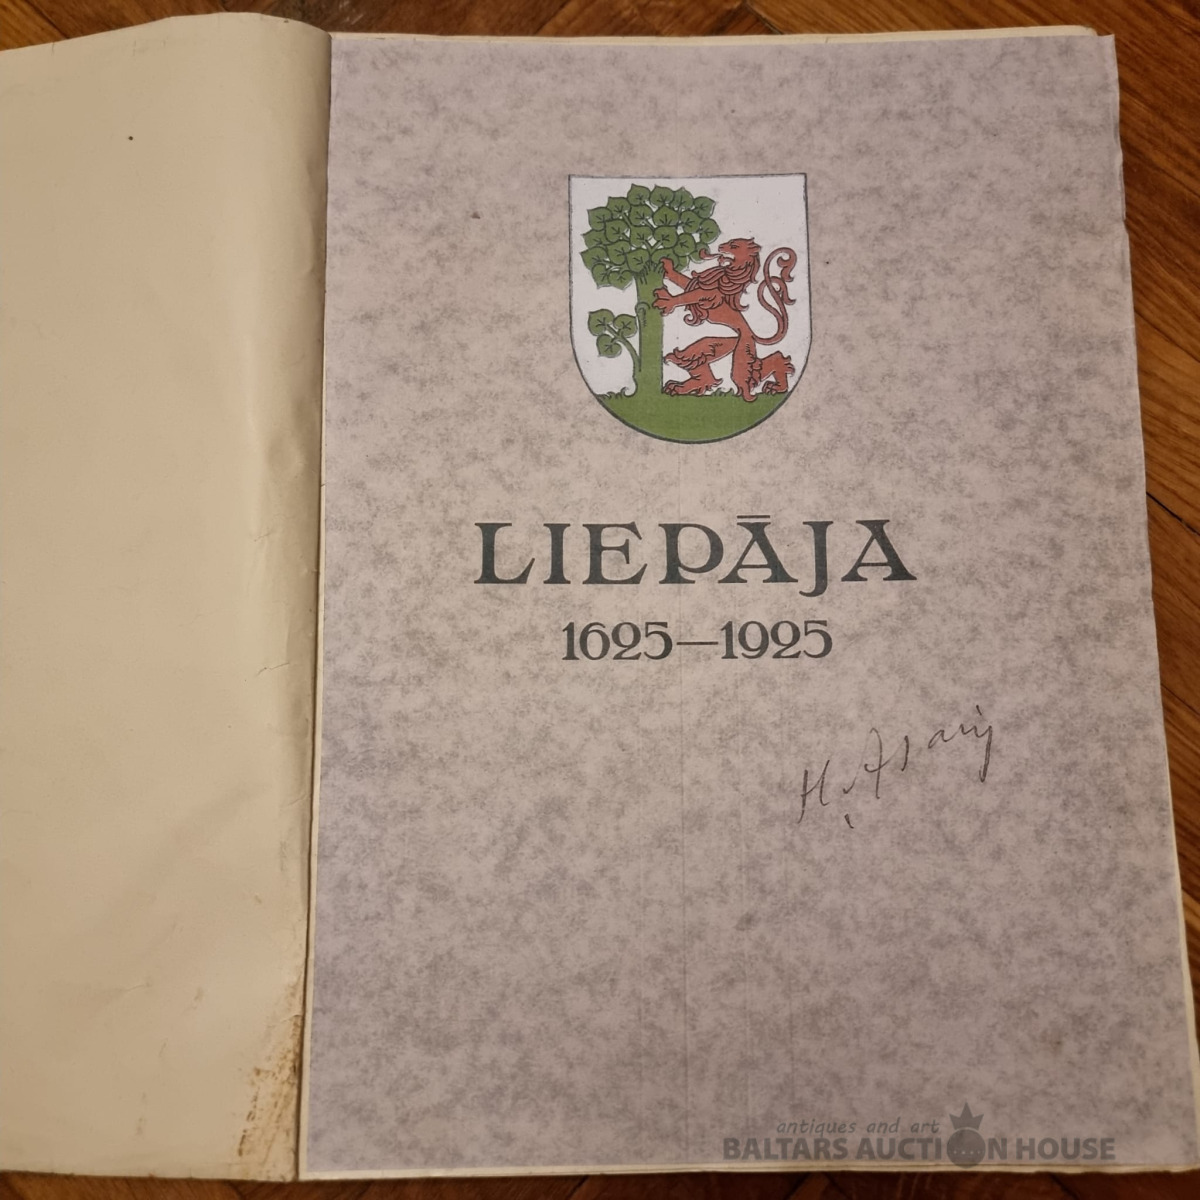 LIEPĀJA
1625—1925
antiques and art
BALTARS AUCTION HOUSE